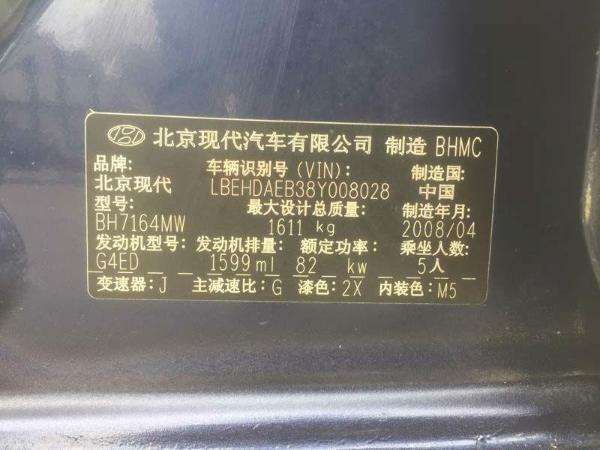 北京现代汽车有限公司 制造 BHMC
品牌: 车辆识别号(VIN): 制造国:
北京现代 LBEHDAEB38Y008028 中国
型号: 最大设计总质量: 制造年月:
BH7164MW 1611 kg 2008/04
发动机型号: 发动机排量: 额定功率: 乘坐人数:
G4ED 1599ml 82 kw 5人
变速器: J 主减速比: G 漆色: 2X 内装色: M5